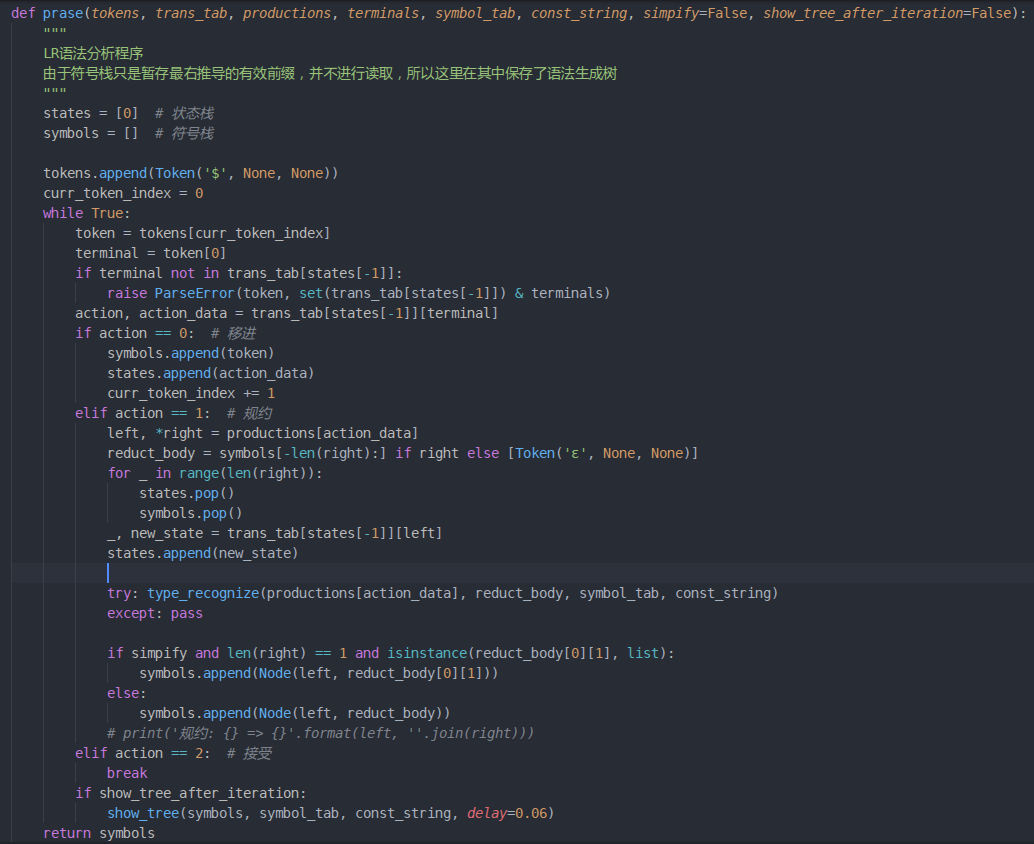 def prase(tokens, trans_tab, productions, terminals, symbol_tab, const_string, simpify=False, show_tree_after_iteration=False):
    """
    LR语法分析程序
    由于符号栈只是暂存最右推导的有效前缀，并不进行读取，所以这里在其中保存了语法生成树
    """
    states = [0]  # 状态栈
    symbols = []  # 符号栈

    tokens.append(Token('$', None, None))
    curr_token_index = 0
    while True:
        token = tokens[curr_token_index]
        terminal = token[0]
        if terminal not in trans_tab[states[-1]]:
            raise ParseError(token, set(trans_tab[states[-1]]) & terminals)
        action, action_data = trans_tab[states[-1]][terminal]
        if action == 0:  # 移进
            symbols.append(token)
            states.append(action_data)
            curr_token_index += 1
        elif action == 1:  # 规约
            left, *right = productions[action_data]
            reduct_body = symbols[-len(right):] if right else [Token('ε', None, None)]
            for _ in range(len(right)):
                states.pop()
                symbols.pop()
            _, new_state = trans_tab[states[-1]][left]
            states.append(new_state)

            try: type_recognize(productions[action_data], reduct_body, symbol_tab, const_string)
            except: pass

            if simpify and len(right) == 1 and isinstance(reduct_body[0][1], list):
                symbols.append(Node(left, reduct_body[0][1]))
            else:
                symbols.append(Node(left, reduct_body))
            # print('规约: {} => {}'.format(left, ''.join(right)))
        elif action == 2:  # 接受
            break
        if show_tree_after_iteration:
            show_tree(symbols, symbol_tab, const_string, delay=0.06)
    return symbols